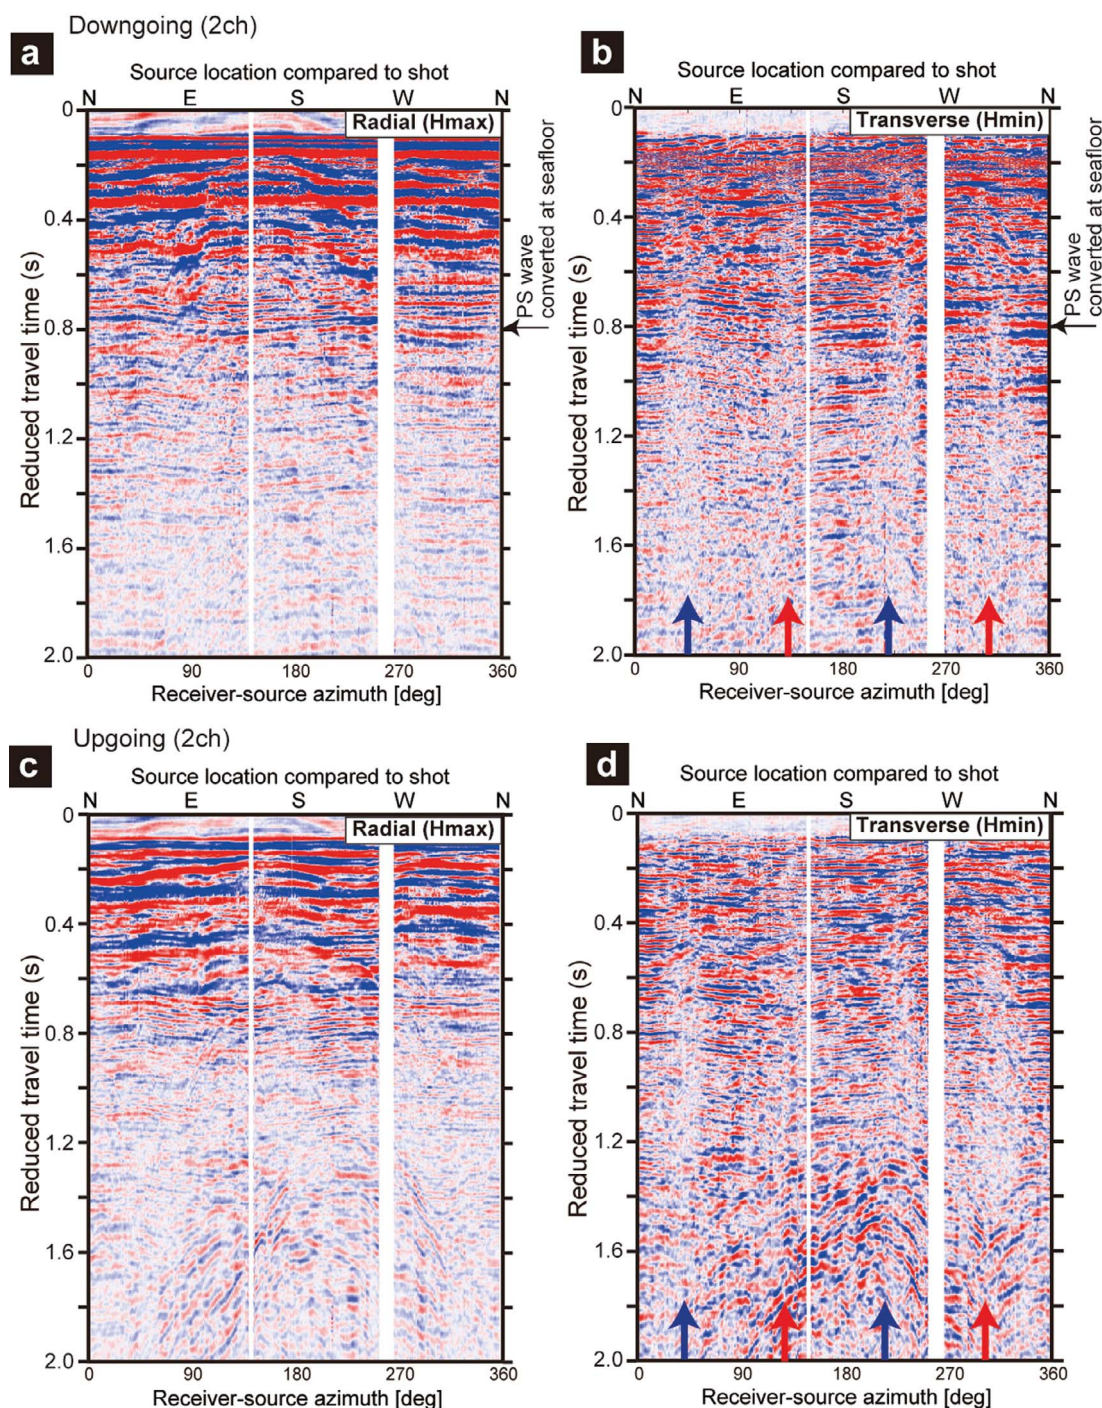 a
Downgoing (2ch)
Source location compared to shot
N E S W N
Radial (Hmax)
0
0.4
0.8
1.2
1.6
2.0
Reduced travel time (s)
PS wave
converted at seafloor
0 90 180 270 360
Receiver-source azimuth [deg]
b
Source location compared to shot
N E S W N
Transverse (Hmin)
0
0.4
0.8
1.2
1.6
2.0
Reduced travel time (s)
PS wave
converted at seafloor
0 90 180 270 360
Receiver-source azimuth [deg]
c
Upgoing (2ch)
Source location compared to shot
N E S W N
Radial (Hmax)
0
0.4
0.8
1.2
1.6
2.0
Reduced travel time (s)
0 90 180 270 360
Receiver-source azimuth [deg]
d
Source location compared to shot
N E S W N
Transverse (Hmin)
0
0.4
0.8
1.2
1.6
2.0
Reduced travel time (s)
0 90 180 270 360
Receiver-source azimuth [deg]